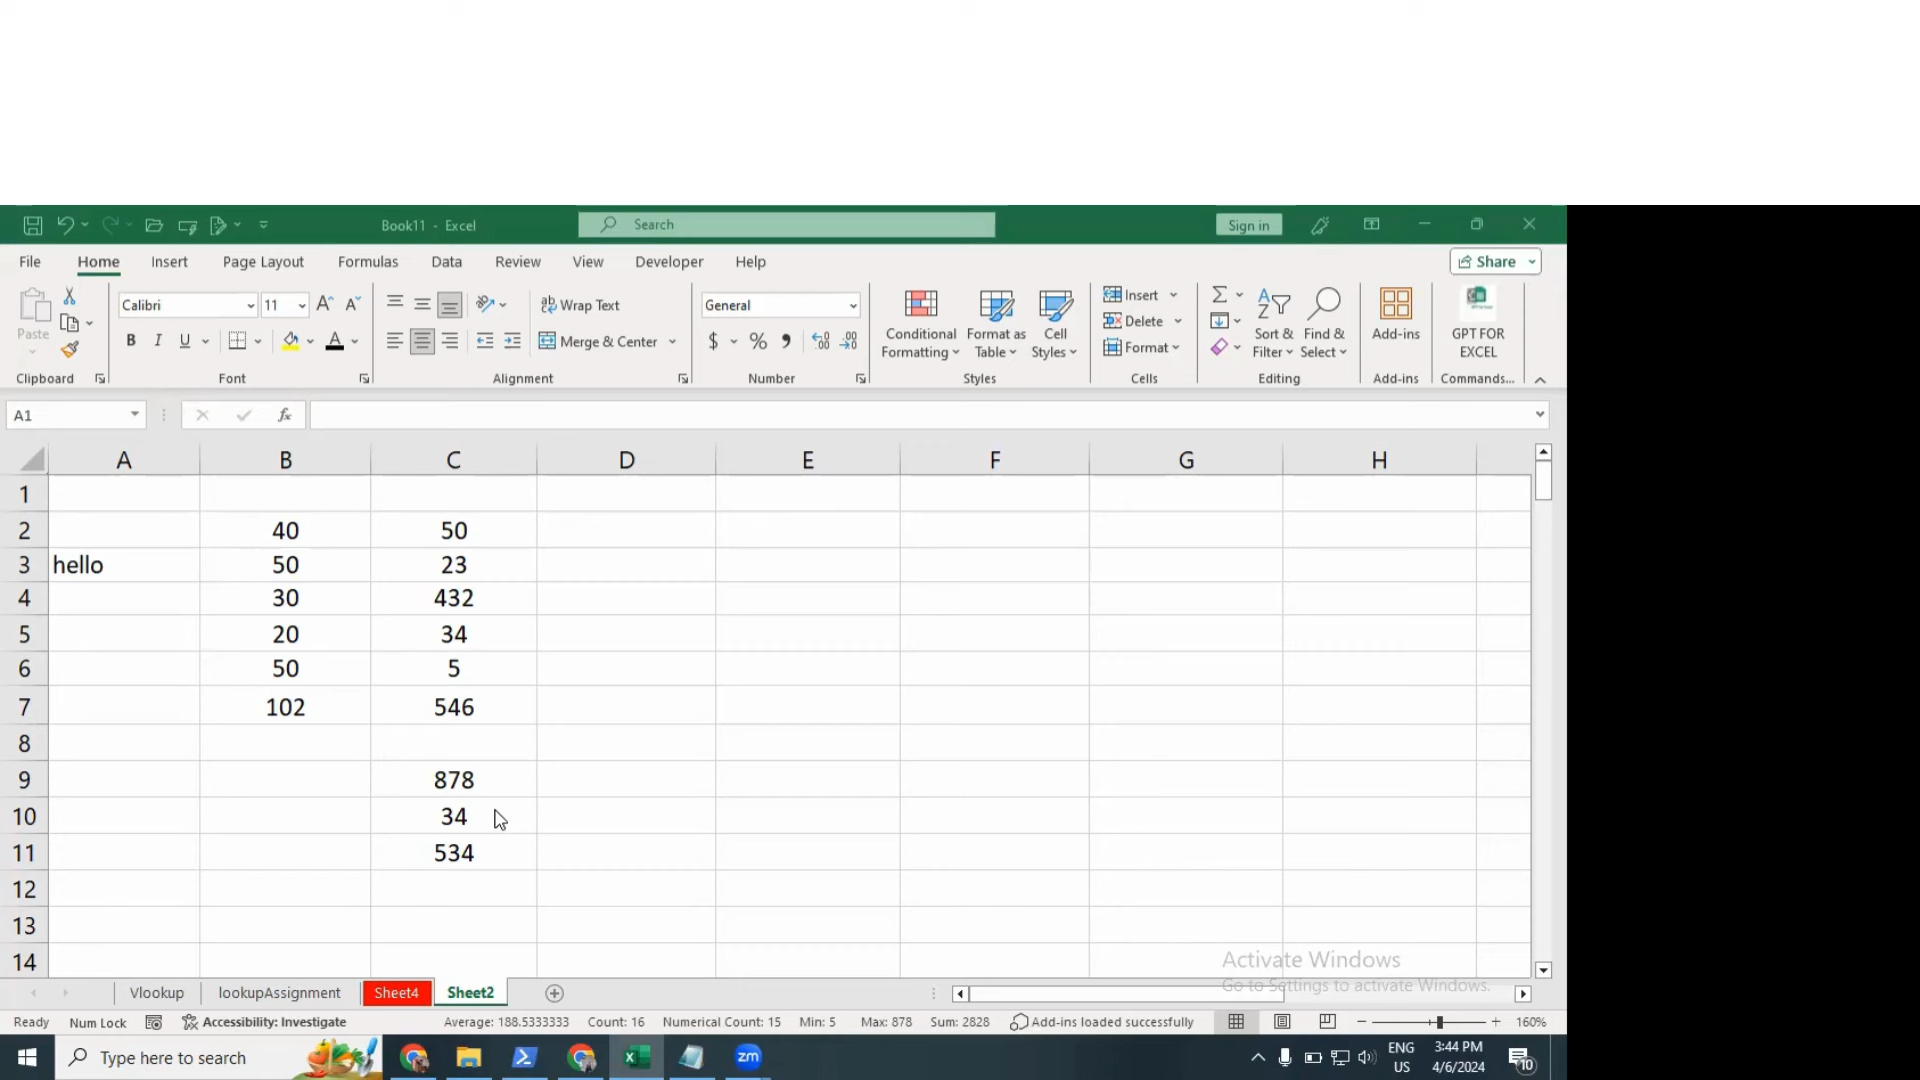 Book11 - Excel
Search
Sign in
File Home Insert Page Layout Formulas Data Review View Developer Help
Share
Paste
Calibri 11
B I U
Wrap Text
Merge & Center
General
$ % 9
Conditional Formatting
Format as Table
Cell Styles
Insert
Delete
Format
Sort & Filter
Find & Select
Add-ins
GPT FOR EXCEL
Clipboard Font Alignment Number Styles Cells Editing Add-ins Commands...
A1 fx
A B C D E F G H
1
2 40 50
3 hello 50 23
4 30 432
5 20 34
6 50 5
7 102 546
8
9 878
10 34
11 534
12
13
14
Activate Windows
Go to Settings to activate Windows.
Vlookup lookupAssignment Sheet4 Sheet2
Ready Num Lock Accessibility: Investigate Average: 188.5333333 Count: 16 Numerical Count: 15 Min: 5 Max: 878 Sum: 2828 Add-ins loaded successfully 160%
Type here to search
zm
ENG
US
3:44 PM
4/6/2024
10